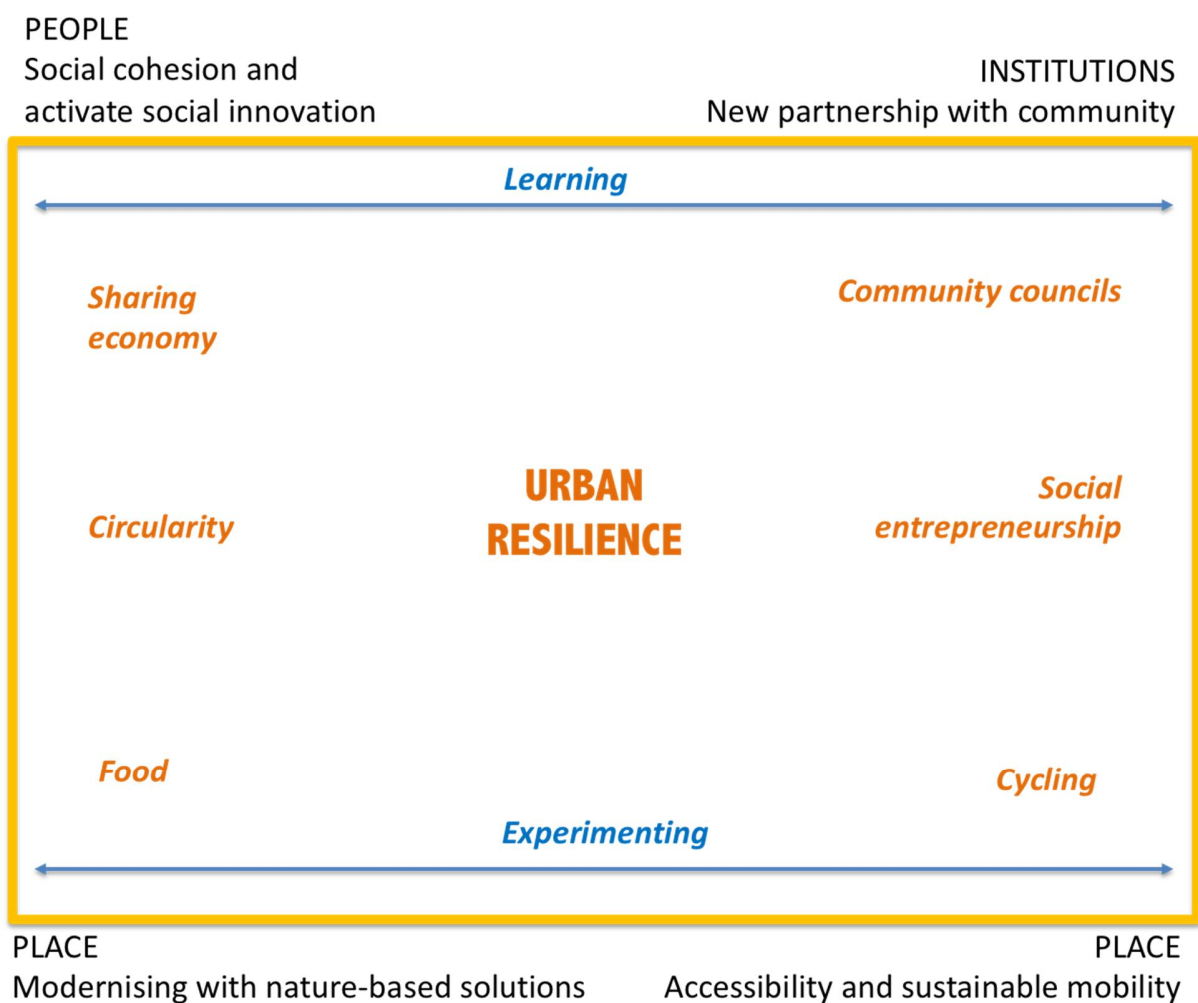 PEOPLE
Social cohesion and
activate social innovation
INSTITUTIONS
New partnership with community
Learning
Sharing
economy
Community councils
URBAN
RESILIENCE
Circularity
Social
entrepreneurship
Food
Cycling
Experimenting
PLACE
Modernising with nature-based solutions
PLACE
Accessibility and sustainable mobility